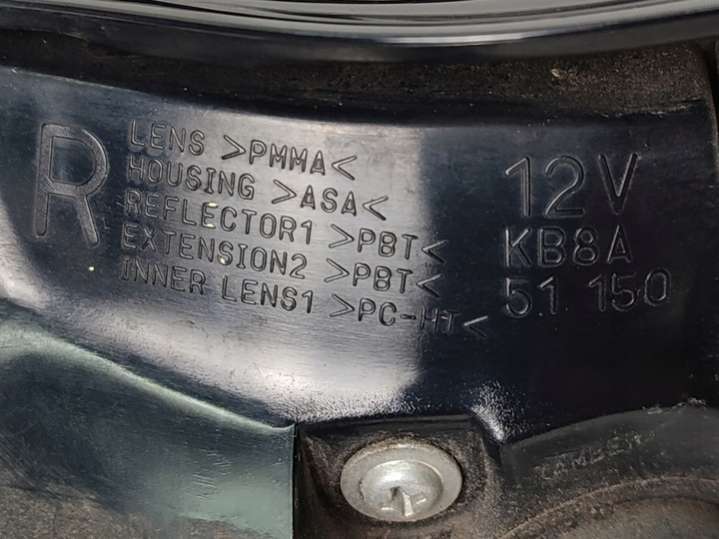 R
LENS >PMMA<
HOUSING >ASA<
REFLECTOR1 >PBT<
EXTENSION2 >PBT<
INNER LENS1 >PC-HT<
12V
KB8A
51 150